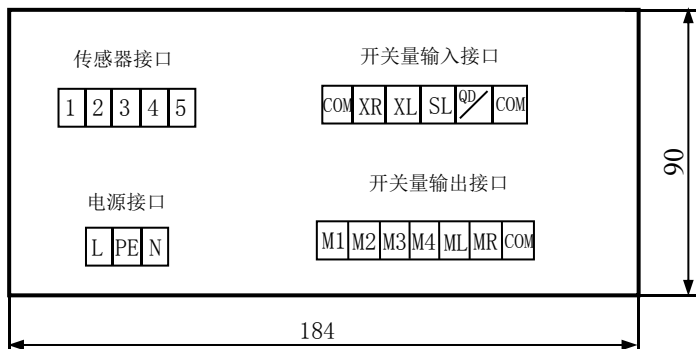 传感器接口
1 2 3 4 5
开关量输入接口
COM XR XL SL QD/ COM
电源接口
L PE N
开关量输出接口
M1 M2 M3 M4 ML MR COM
90
184